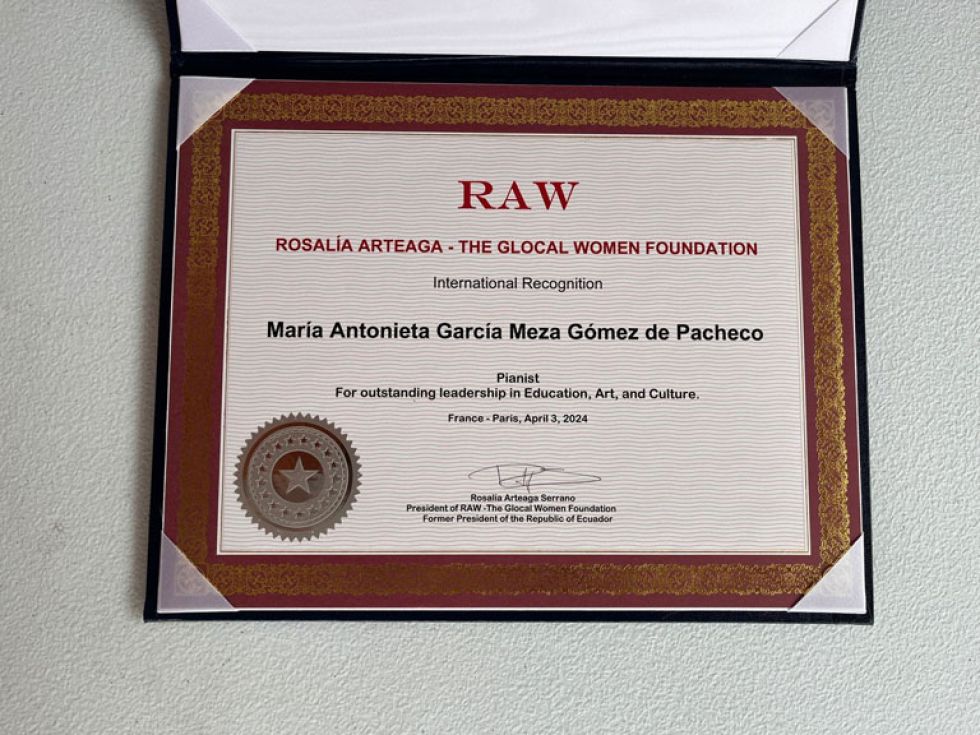 RAW
ROSALÍA ARTEAGA - THE GLOCAL WOMEN FOUNDATION
International Recognition
María Antonieta García Meza Gómez de Pacheco
Pianist
For outstanding leadership in Education, Art, and Culture.
France - Paris, April 3, 2024
Rosalía Arteaga Serrano
President of RAW -The Glocal Women Foundation
Former President of the Republic of Ecuador